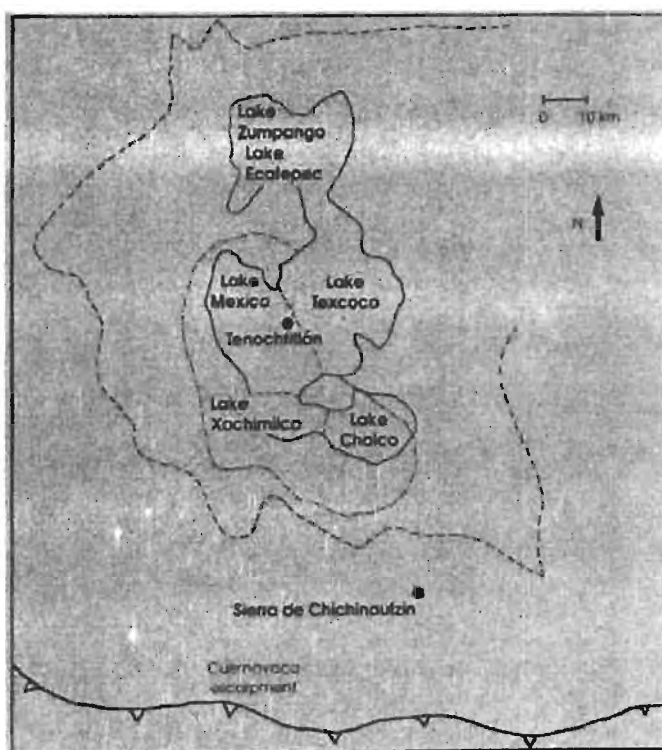 Lake
Zumpango
Lake
Ecatepec
0 10 km
N
Lake
Mexico
Lake
Texcoco
Tenochtitlán
Lake
Xochimilco
Lake
Chalco
Sierra de Chichinautzin
Cuernavaca
escarpment